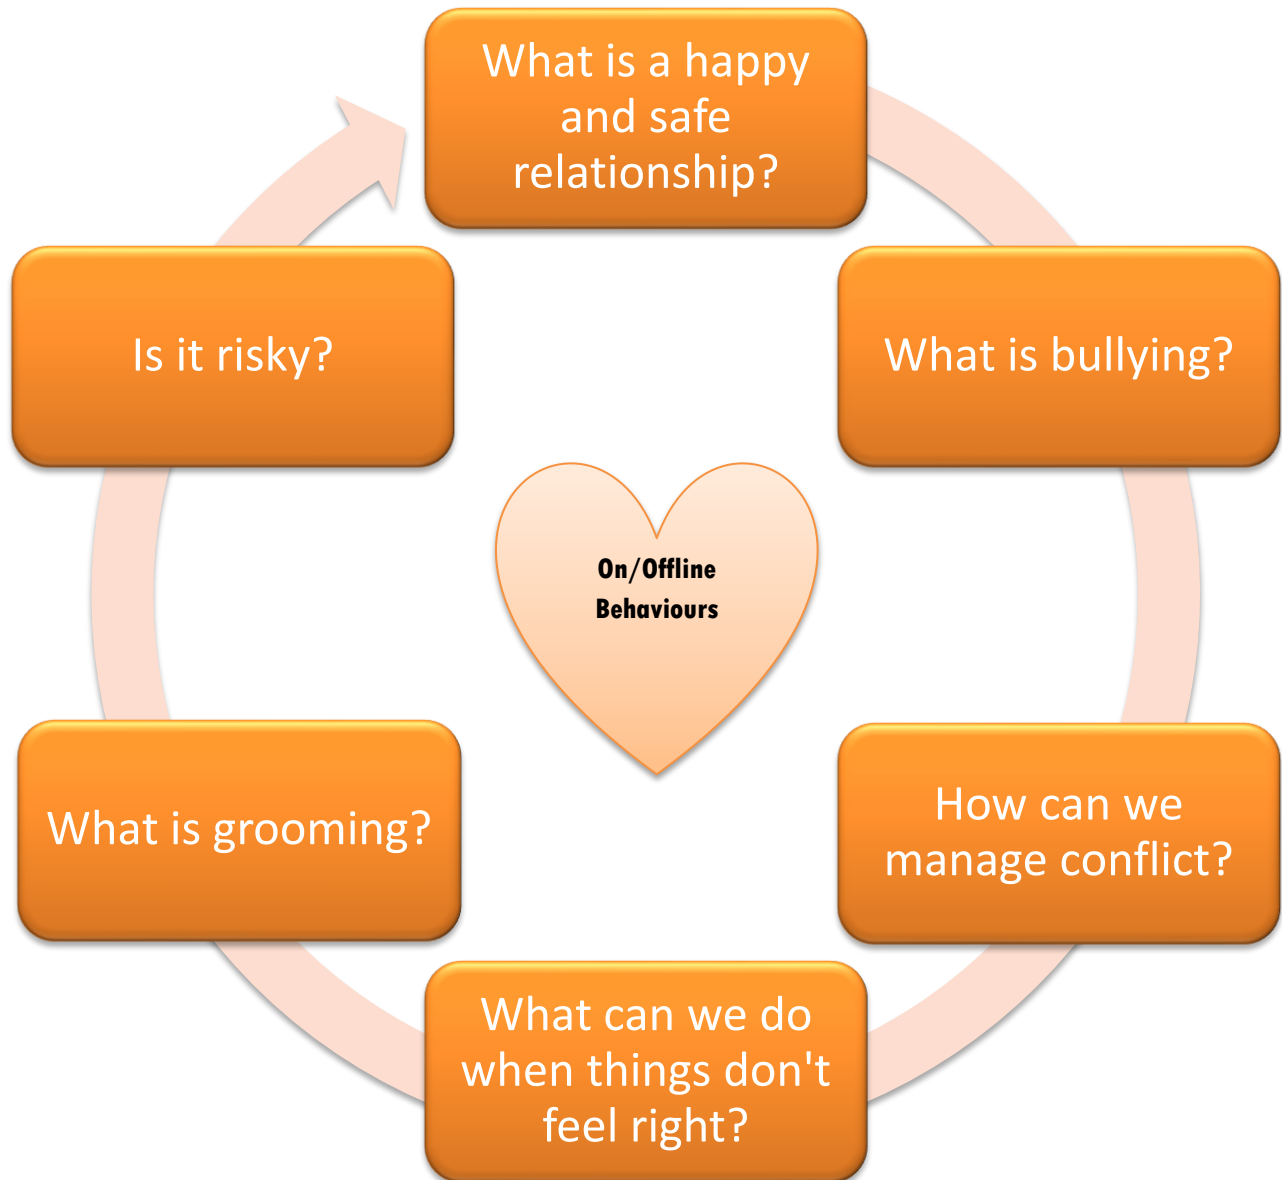 What is a happy
and safe
relationship?
What is bullying?
How can we
manage conflict?
What can we do
when things don't
feel right?
What is grooming?
Is it risky?
On/Offline
Behaviours